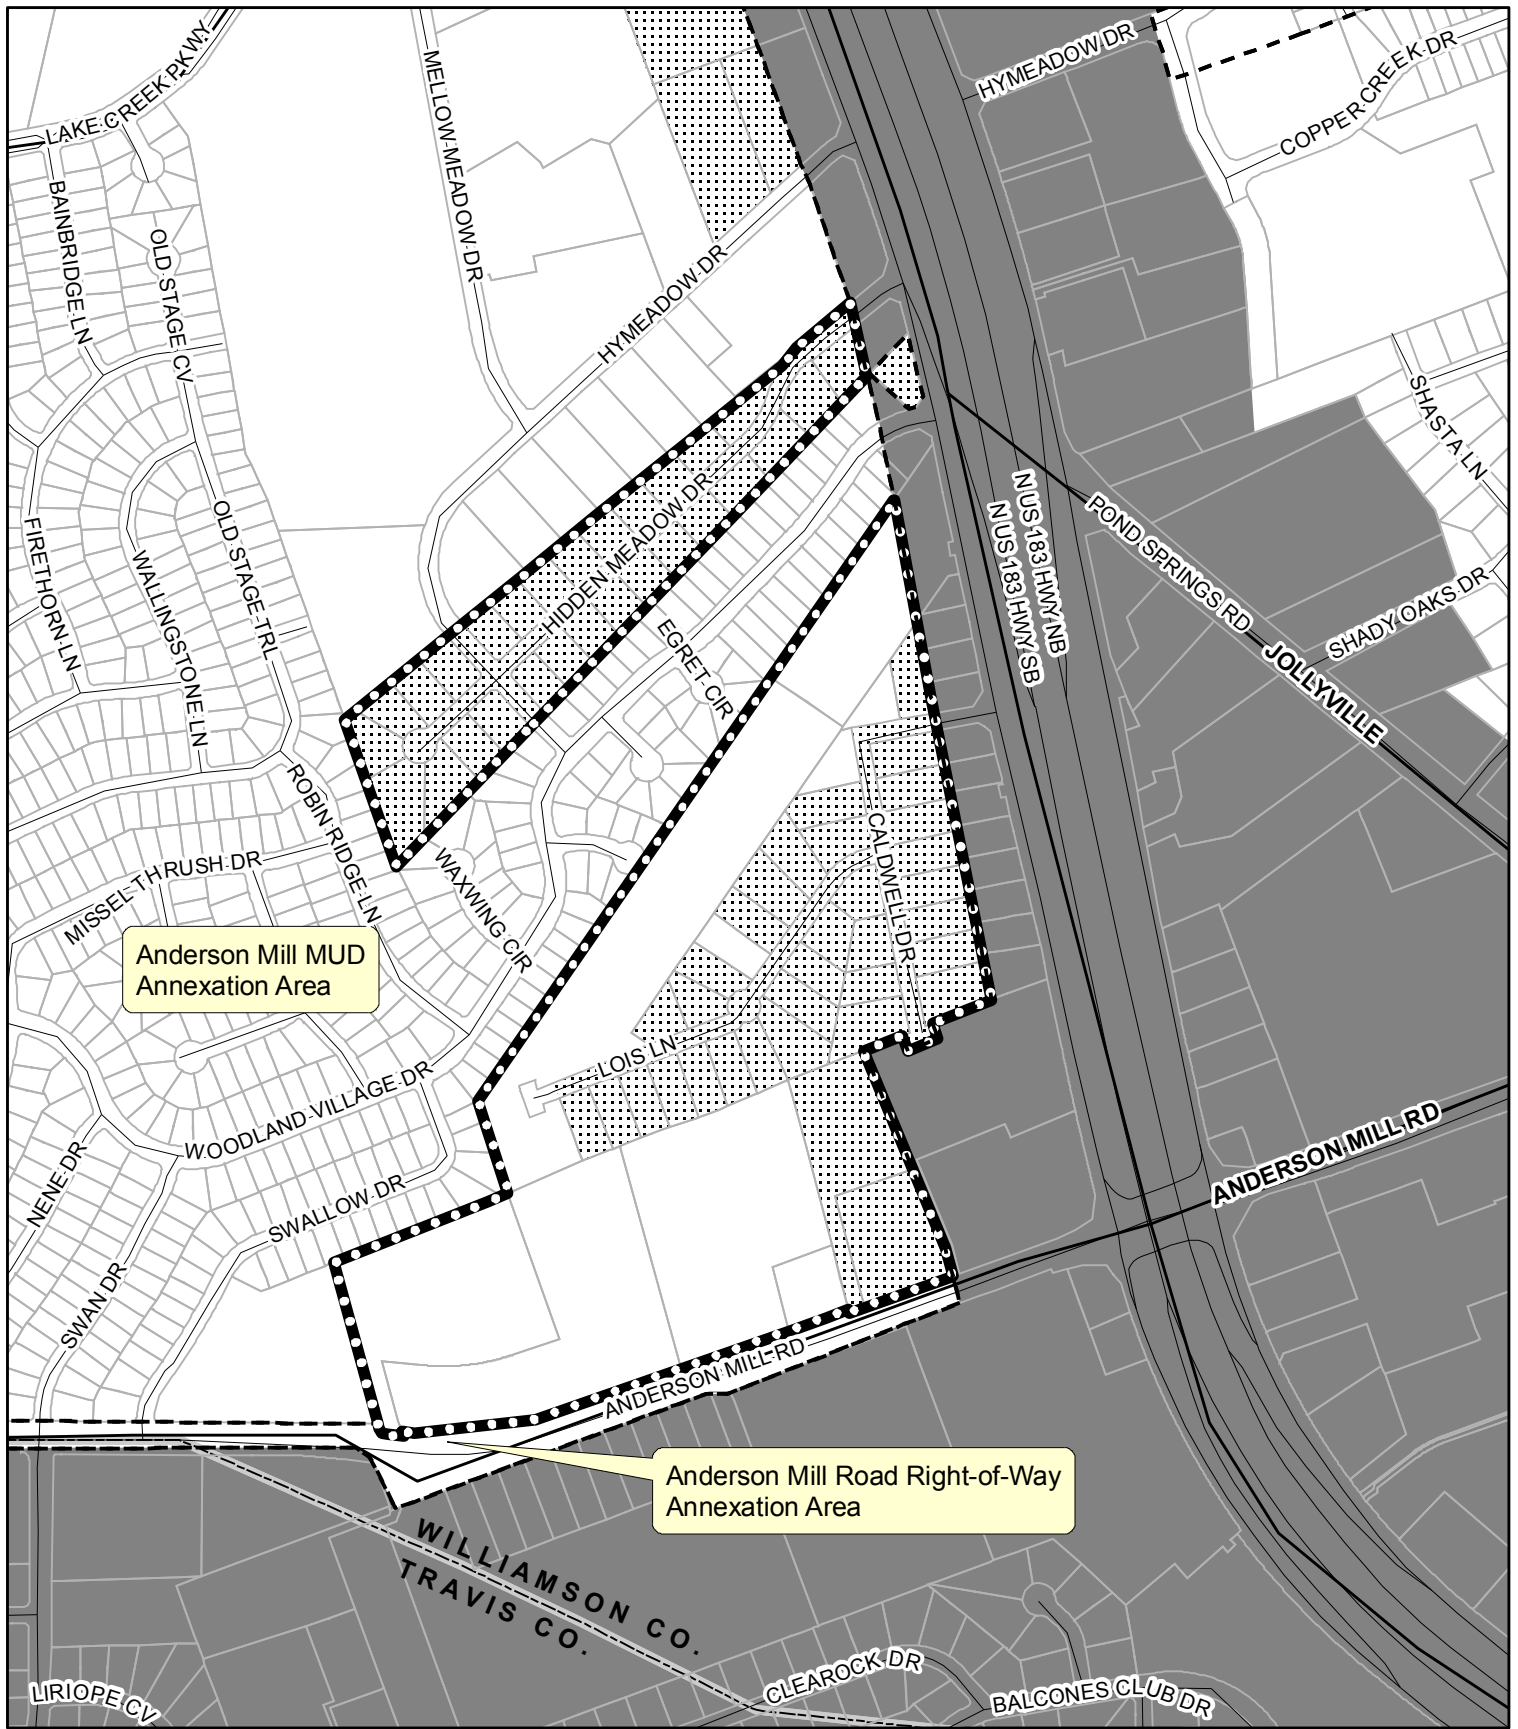 LAKE CREEK PKWY
MELLOW MEADOW DR
HYMEADOW DR
COPPER CREEK DR
BAINBRIDGE LN
OLD STAGE CV
HYMEADOW DR
SHASTA LN
FIRETHORN LN
WALLINGSTONE LN
OLD STAGE TRL
HIDDEN MEADOW DR
N US 183 HWY NB
N US 183 HWY SB
POND SPRINGS RD
SHADY OAKS DR
JOLLYVILLE
EGRET CIR
ROBIN RIDGE LN
MISSEL THRUSH DR
WAXWING CIR
CALDWELL DR
Anderson Mill MUD
Annexation Area
LOIS LN
WOODLAND VILLAGE DR
NENE DR
SWALLOW DR
ANDERSON MILL RD
SWAN DR
ANDERSON MILL RD
Anderson Mill Road Right-of-Way
Annexation Area
WILLIAMSON CO.
TRAVIS CO.
LIRIOPE CV
CLEAROCK DR
BALCONES CLUB DR